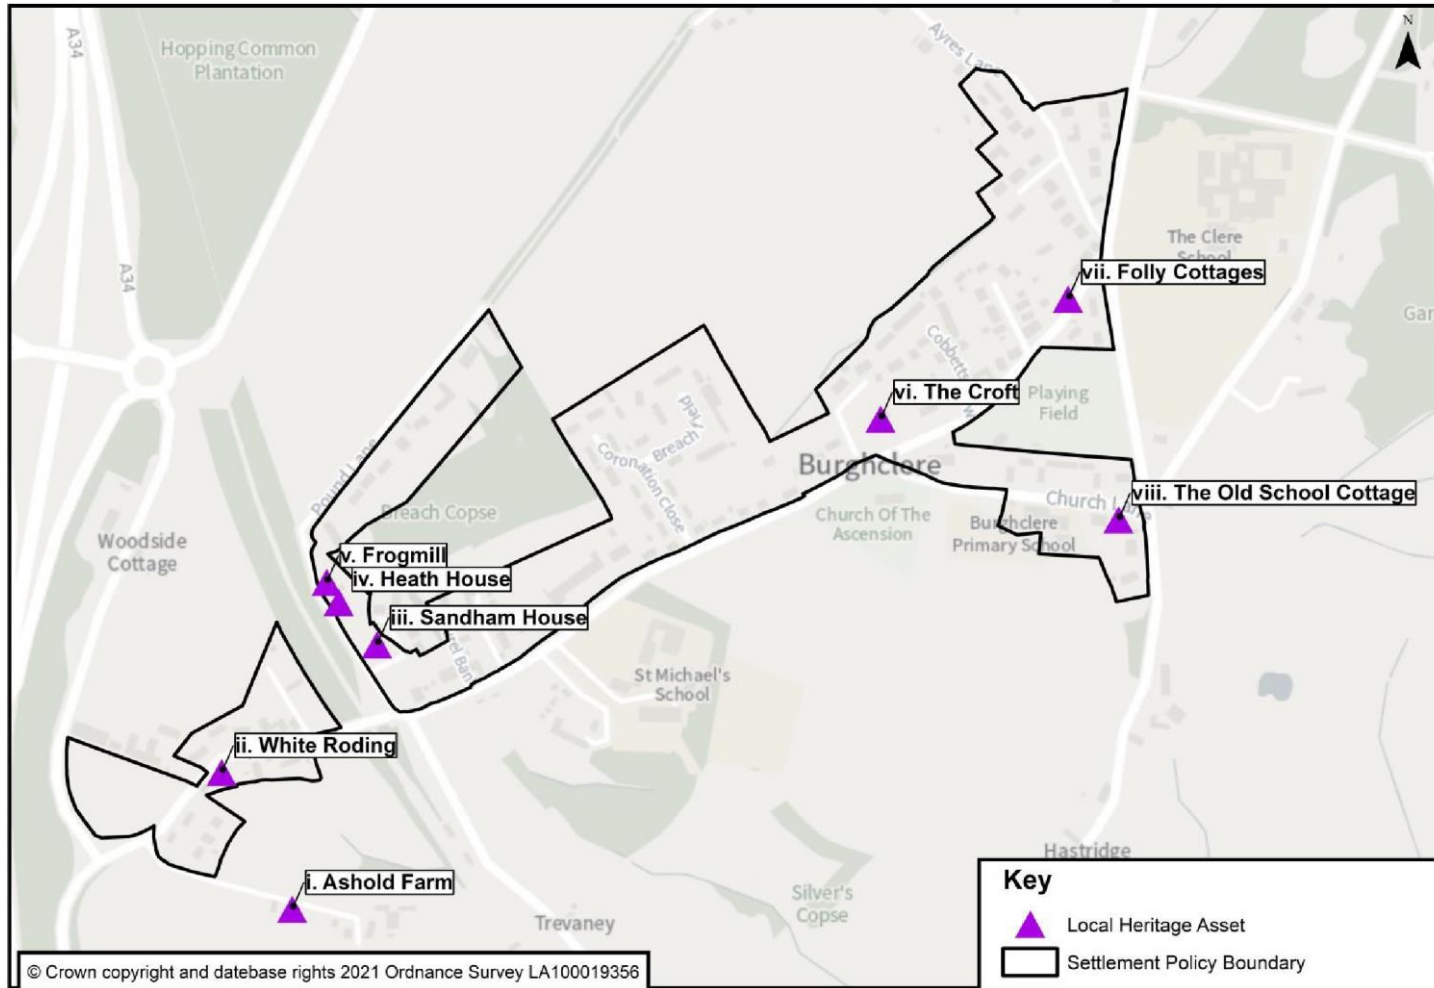 N
A34
A34
Hopping Common
Plantation
Ayres Lane
The Clere
School
vii. Folly Cottages
Cobbetts
Playing
Field
vi. The Croft
Burghclere
Breach
Field
Coronation Close
Church Of The
Ascension
Church Lane
viii. The Old School Cottage
Burghclere
Primary School
Pound Lane
Breach Copse
Woodside
Cottage
v. Frogmill
iv. Heath House
iii. Sandham House
St Michael's
School
ii. White Roding
i. Ashold Farm
Trevaney
Silver's
Copse
Hastridge
Key
Local Heritage Asset
Settlement Policy Boundary
© Crown copyright and datebase rights 2021 Ordnance Survey LA100019356